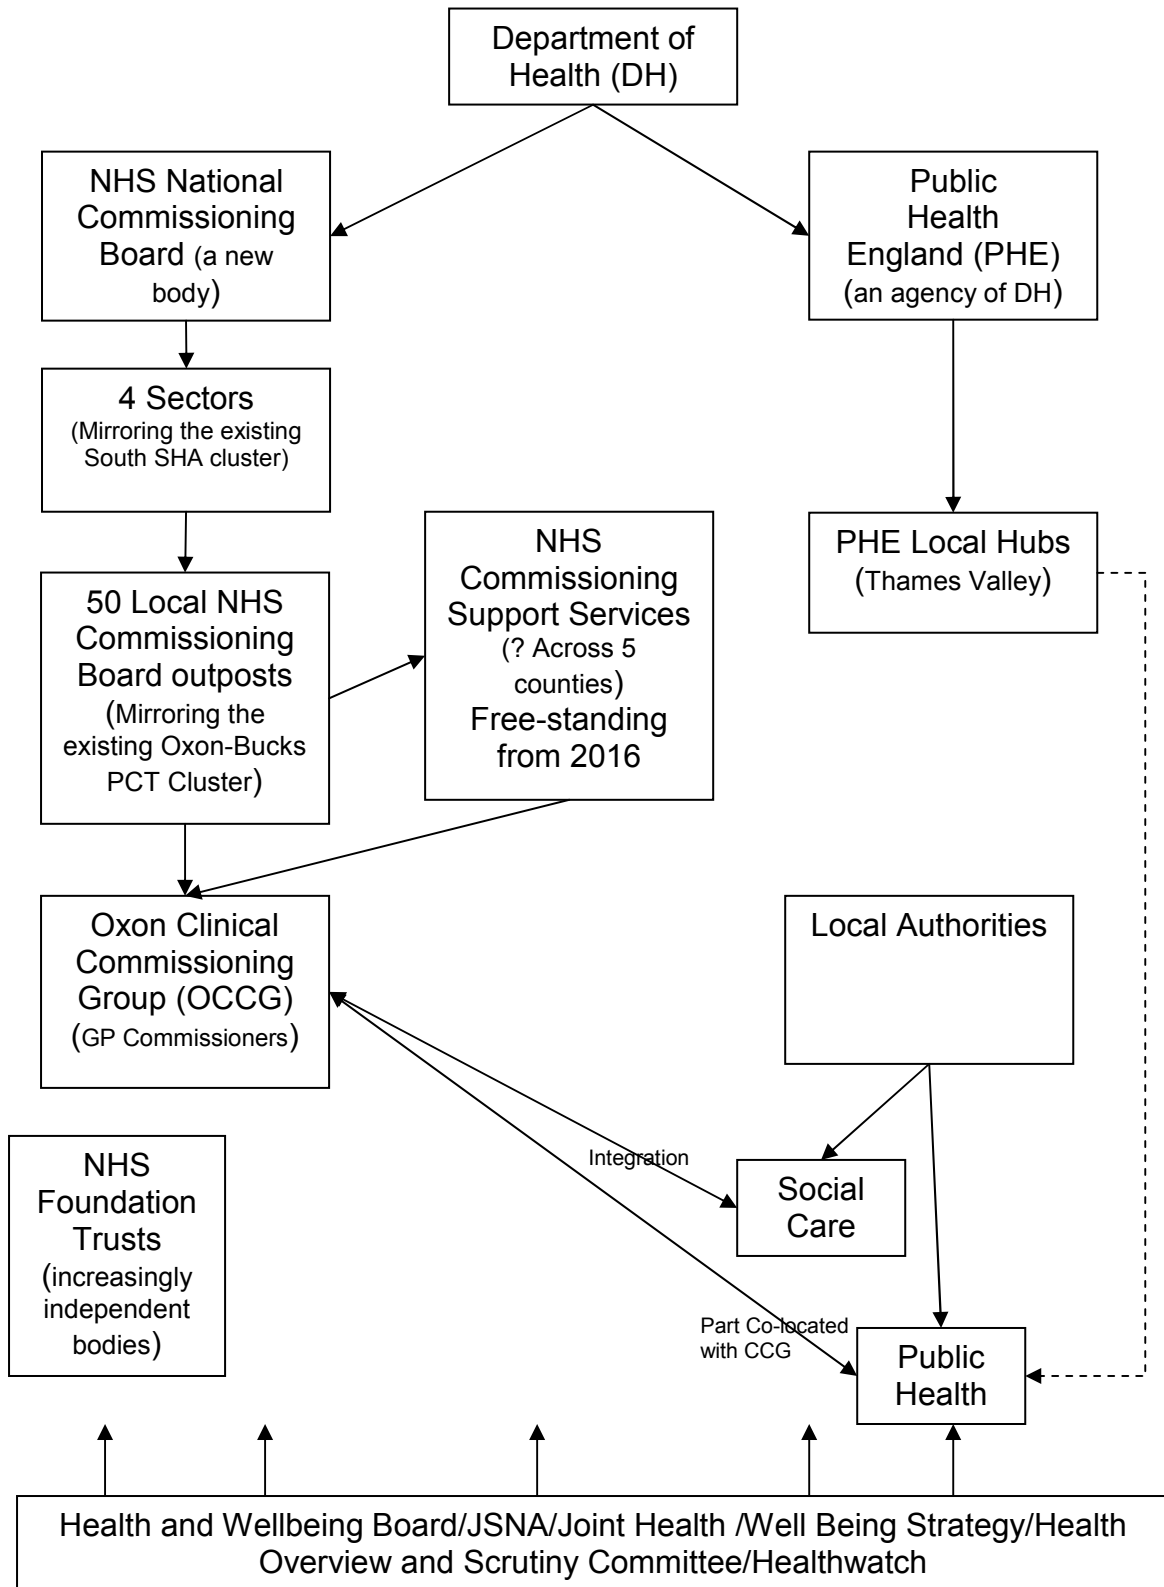 Department of
Health (DH)
NHS National
Commissioning
Board (a new
body)
Public
Health
England (PHE)
(an agency of DH)
4 Sectors
(Mirroring the existing
South SHA cluster)
50 Local NHS
Commissioning
Board outposts
(Mirroring the
existing Oxon-Bucks
PCT Cluster)
NHS
Commissioning
Support Services
(? Across 5
counties)
Free-standing
from 2016
PHE Local Hubs
(Thames Valley)
Oxon Clinical
Commissioning
Group (OCCG)
(GP Commissioners)
Local Authorities
NHS
Foundation
Trusts
(increasingly
independent
bodies)
Integration
Social
Care
Part Co-located
with CCG
Public
Health
Health and Wellbeing Board/JSNA/Joint Health /Well Being Strategy/Health
Overview and Scrutiny Committee/Healthwatch